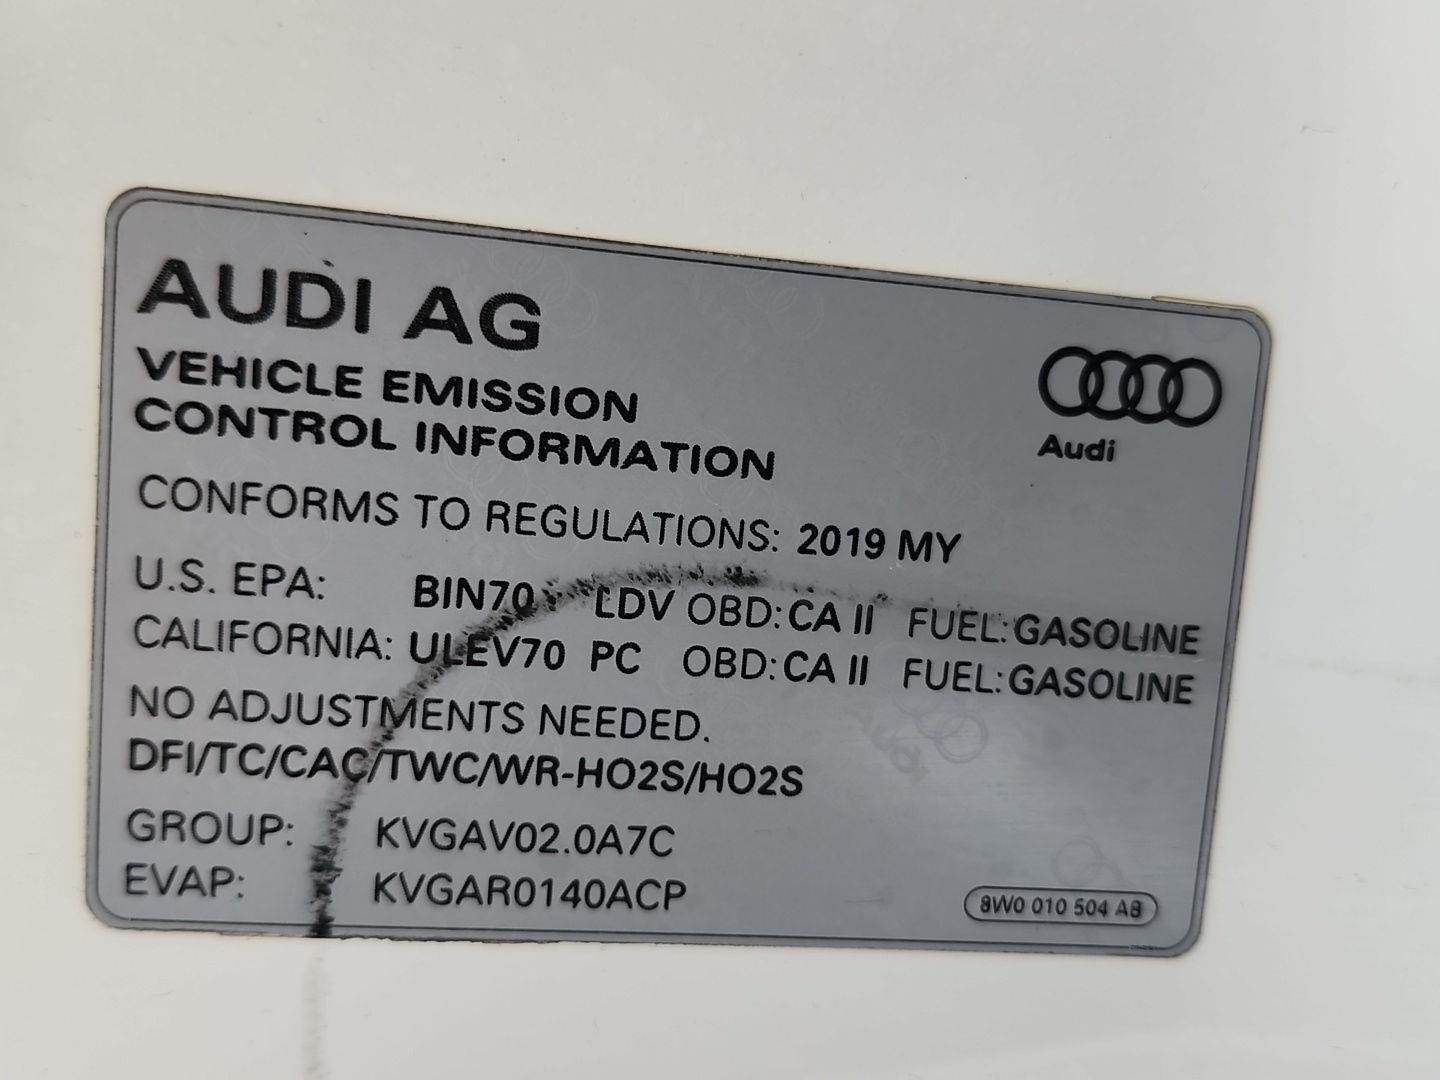 AUDI AG
VEHICLE EMISSION
CONTROL INFORMATION
Audi
CONFORMS TO REGULATIONS: 2019 MY
U.S. EPA: BIN70 LDV OBD: CA II FUEL: GASOLINE
CALIFORNIA: ULEV70 PC OBD: CA II FUEL: GASOLINE
NO ADJUSTMENTS NEEDED.
DFI/TC/CAC/TWC/WR-HO2S/HO2S
GROUP: KVGAV02.0A7C
EVAP: KVGAR0140ACP
8W0 010 504 AB